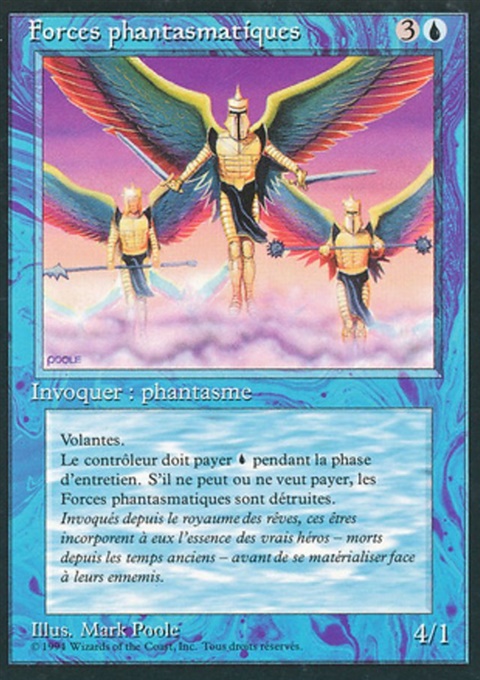 Forces phantasmatiques 3
POOLE
Invoquer : phantasme
Volantes.
Le contrôleur doit payer pendant la phase
d'entretien. S'il ne peut ou ne veut payer, les
Forces phantasmatiques sont détruites.
Invoqués depuis le royaume des rêves, ces êtres
incorporent à eux l'essence des vrais héros – morts
depuis les temps anciens – avant de se matérialiser face
à leurs ennemis.
Illus. Mark Poole
4/1
© 1994 Wizards of the Coast, Inc. Tous droits réservés.